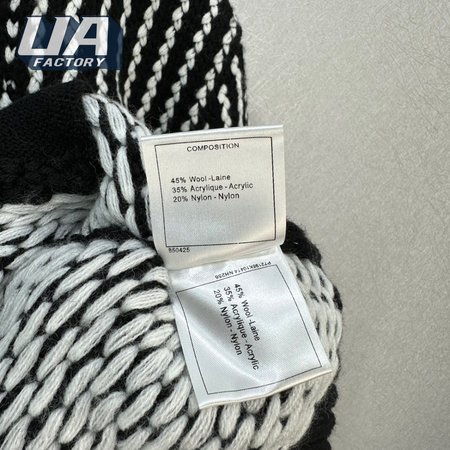 UA
FACTORY
COMPOSITION
45% Wool -Laine
35% Acrylique - Acrylic
20% Nylon - Nylon
850425
45% Wool -Laine
35% Acrylique - Acrylic
20% Nylon - Nylon